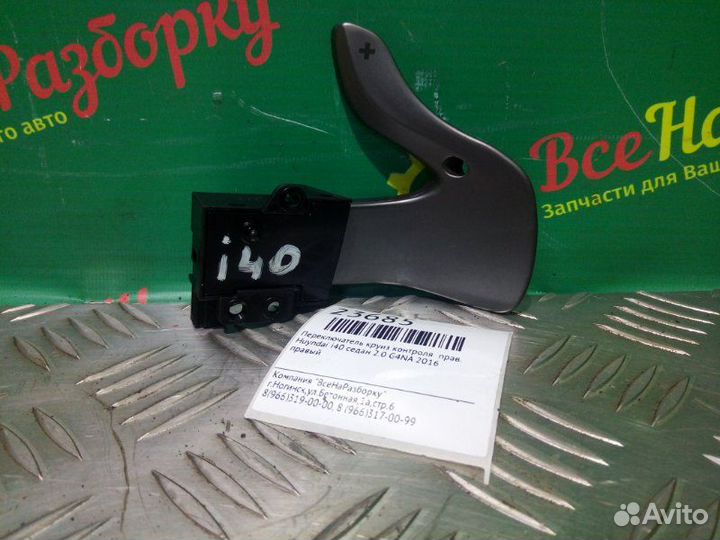 Разборку
то авто
ВсеНа
Запчасти для Ваш
+
i40
23685
Переключатель круиз контроля прав.
Huyndai i40 седан 2.0 G4NA 2016
правый
Компания "ВсеНаРазборку"
г.Ногинск,ул.Бетонная 1а,стр.6
8(966)319-00-00, 8 (966)317-00-99
Avito